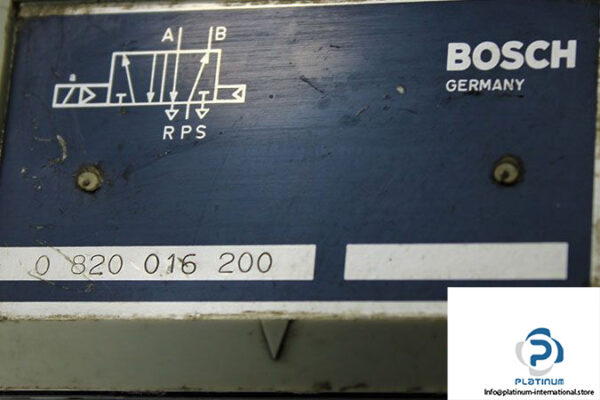 A B
BOSCH
GERMANY
a
R P S
0 820 016 200
PLATINUM
info@platinum-international.store